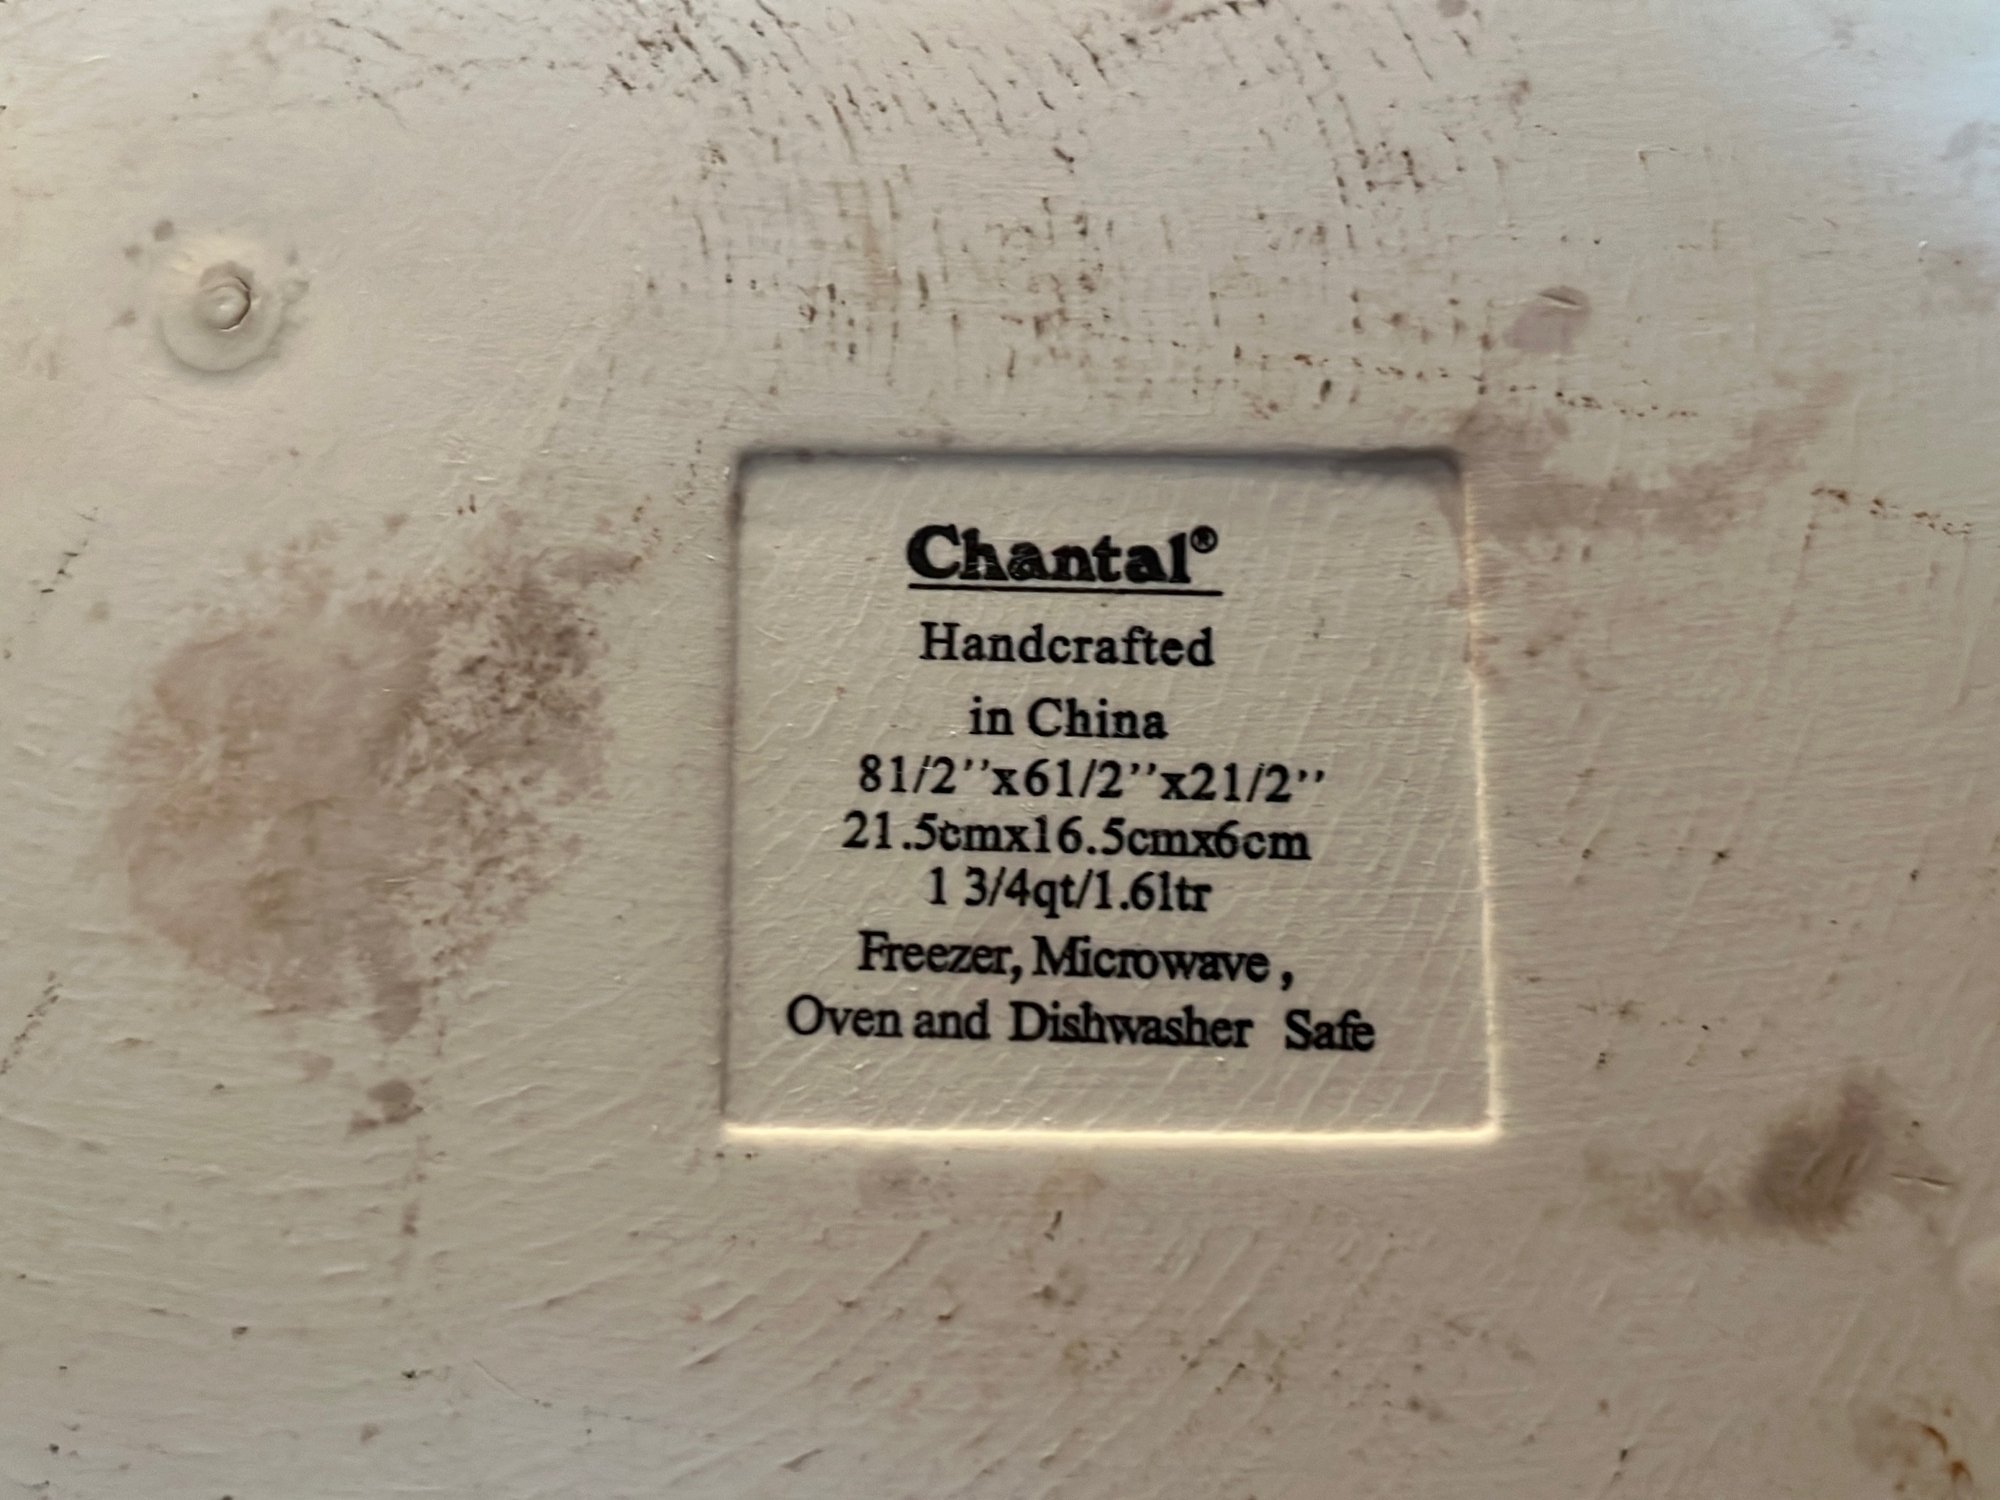 Chantal®
Handcrafted
in China
81/2’’x61/2’’x21/2’’
21.5cmx16.5cmx6cm
1 3/4qt/1.6ltr
Freezer, Microwave ,
Oven and Dishwasher Safe